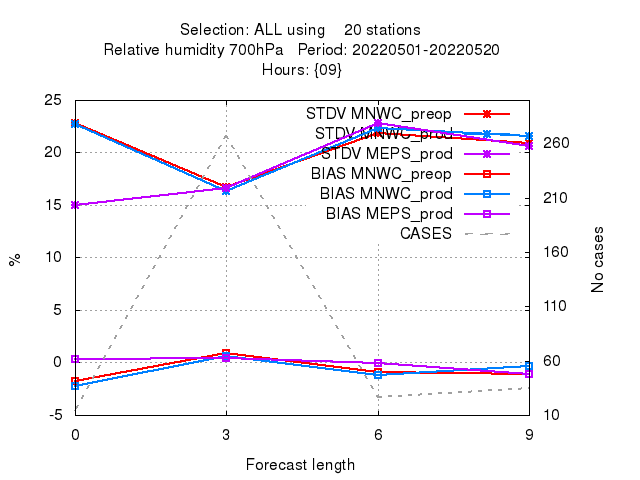 Selection: ALL using    20 stations
Relative humidity 700hPa   Period: 20220501-20220520
Hours: {09}
STDV MNWC_preop
STDV MNWC_prod
STDV MEPS_prod
BIAS MNWC_preop
BIAS MNWC_prod
BIAS MEPS_prod
CASES
25
20
15
10
5
0
-5
%
260
210
160
110
60
10
No cases
0 3 6 9
Forecast length